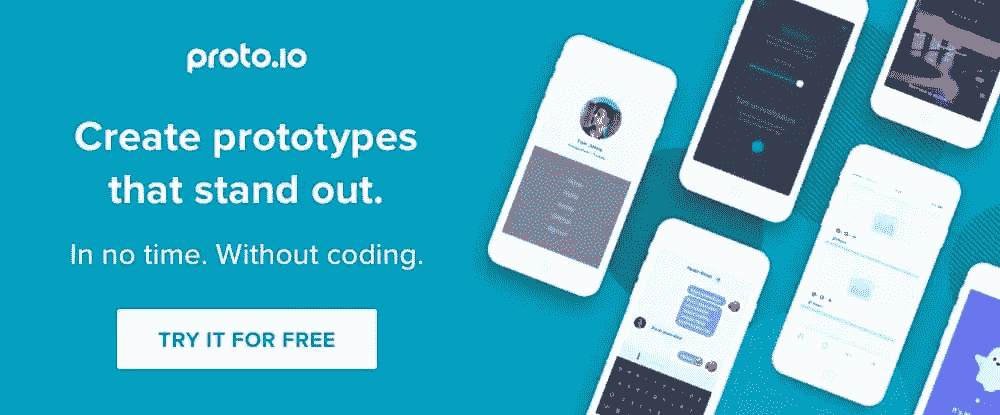 proto.io
Create prototypes
that stand out.
In no time. Without coding.
TRY IT FOR FREE